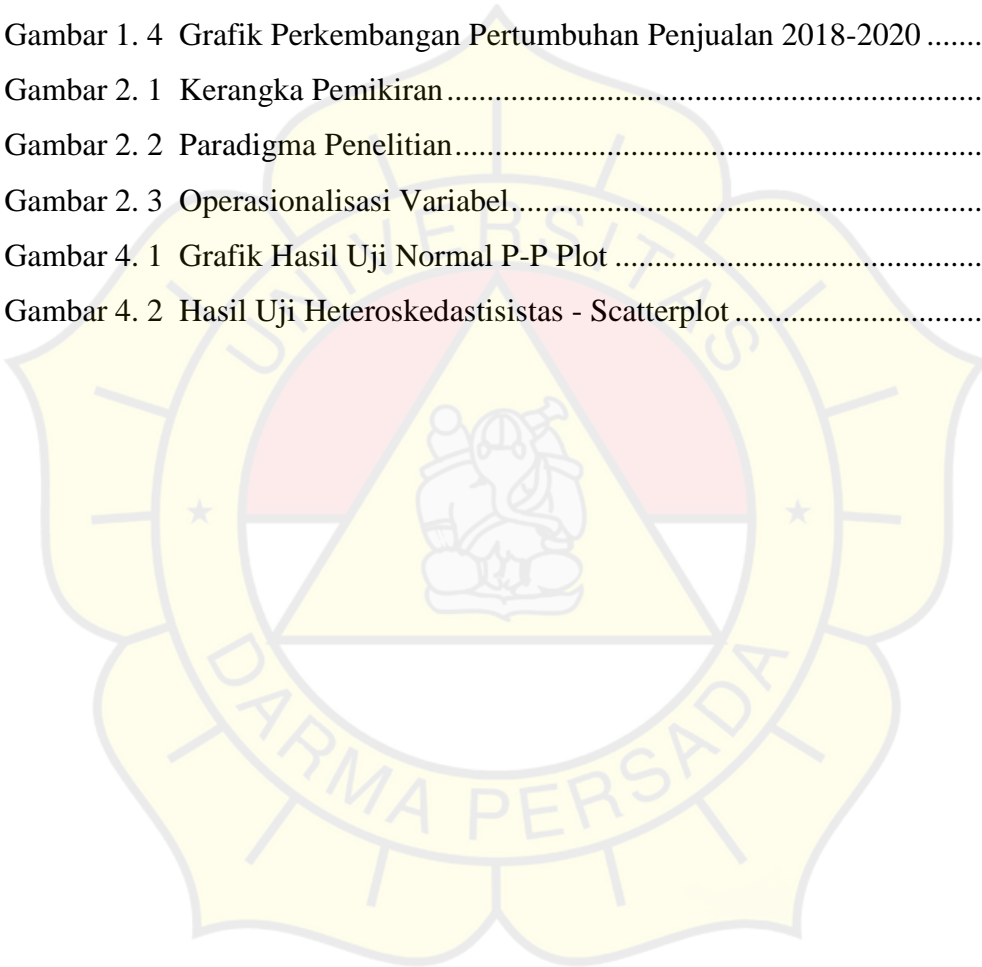 Gambar 1. 4  Grafik Perkembangan Pertumbuhan Penjualan 2018-2020 .......
Gambar 2. 1  Kerangka Pemikiran ....................................................................
Gambar 2. 2  Paradigma Penelitian ...................................................................
Gambar 2. 3  Operasionalisasi Variabel ............................................................
Gambar 4. 1  Grafik Hasil Uji Normal P-P Plot ...............................................
Gambar 4. 2  Hasil Uji Heteroskedastisistas - Scatterplot ...............................
UNIVERSITAS
DARMA PERSADA